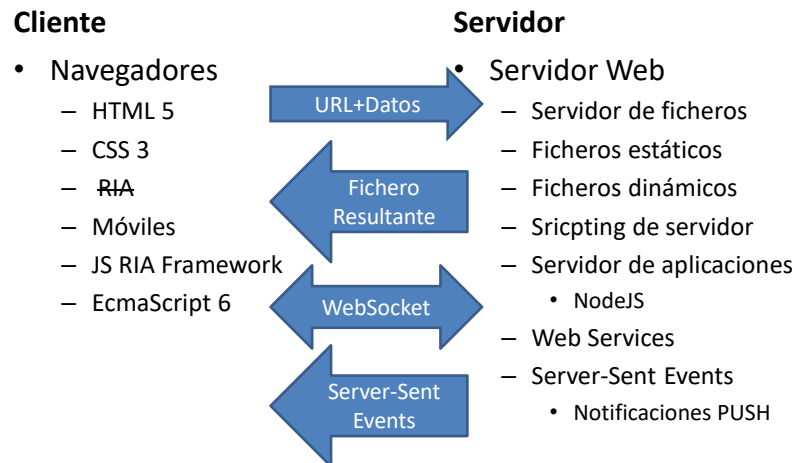 Cliente
• Navegadores
– HTML 5
– CSS 3
– RIA
– Móviles
– JS RIA Framework
– EcmaScript 6
URL+Datos
Fichero
Resultante
WebSocket
Server-Sent
Events
Servidor
• Servidor Web
– Servidor de ficheros
– Ficheros estáticos
– Ficheros dinámicos
– Sricpting de servidor
– Servidor de aplicaciones
• NodeJS
– Web Services
– Server-Sent Events
• Notificaciones PUSH